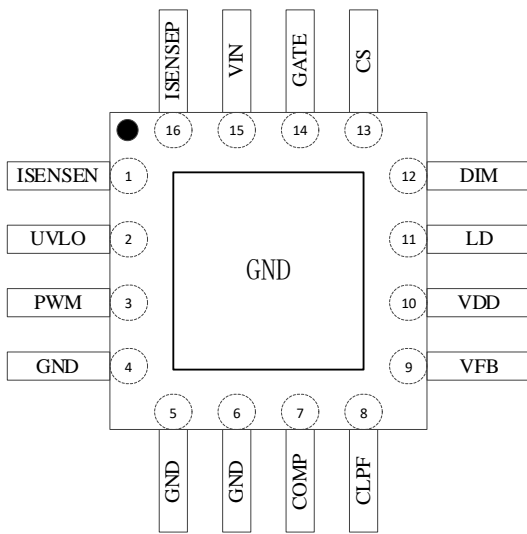 ISENSEP
VIN
GATE
CS
16
15
14
13
ISENSEN
1
12
DIM
UVLO
2
11
LD
GND
PWM
3
10
VDD
GND
4
9
VFB
5
6
7
8
GND
GND
COMP
CLPF